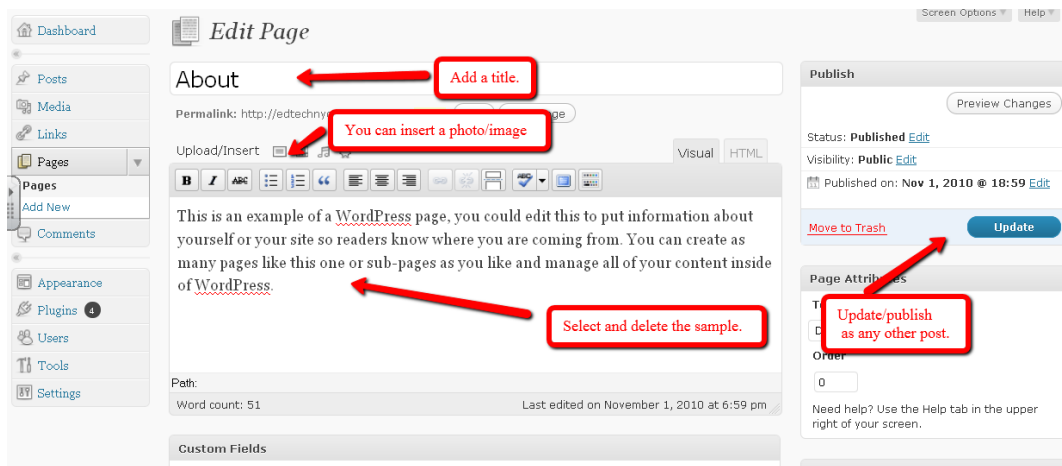 Screen Options
Help
Dashboard
Posts
Media
Links
Pages
Pages
Add New
Comments
Appearance
Plugins 4
Users
Tools
Settings
Edit Page
About
Add a title.
Permalink: http://edtechny
You can insert a photo/image
Upload/Insert
Visual
HTML
B I ABC
ABC
This is an example of a WordPress page, you could edit this to put information about
yourself or your site so readers know where you are coming from. You can create as
many pages like this one or sub-pages as you like and manage all of your content inside
of WordPress.
Select and delete the sample.
Path:
Word count: 51
Last edited on November 1, 2010 at 6:59 pm
Custom Fields
Publish
Preview Changes
Status: Published Edit
Visibility: Public Edit
Published on: Nov 1, 2010 @ 18:59 Edit
Move to Trash
Update
Page Attributes
Update/publish
as any other post.
Order
0
Need help? Use the Help tab in the upper
right of your screen.